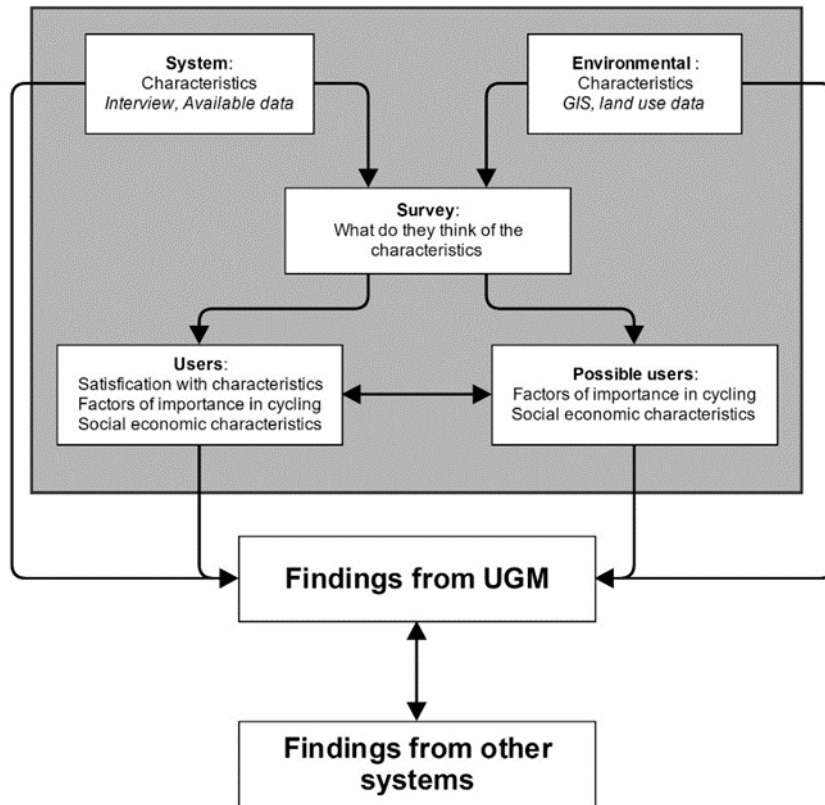 System:
Characteristics
Interview, Available data
Environmental :
Characteristics
GIS, land use data
Survey:
What do they think of the
characteristics
Users:
Satisfication with characteristics
Factors of importance in cycling
Social economic characteristics
Possible users:
Factors of importance in cycling
Social economic characteristics
Findings from UGM
Findings from other
systems